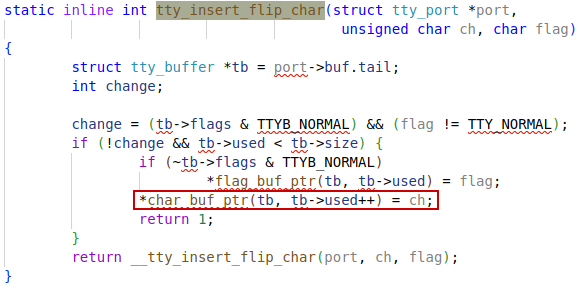 static inline int tty_insert_flip_char(struct tty_port *port,
                                        unsigned char ch, char flag)
{
        struct tty_buffer *tb = port->buf.tail;
        int change;

        change = (tb->flags & TTYB_NORMAL) && (flag != TTY_NORMAL);
        if (!change && tb->used < tb->size) {
                if (~tb->flags & TTYB_NORMAL)
                        *flag_buf_ptr(tb, tb->used) = flag;
                *char_buf_ptr(tb, tb->used++) = ch;
                return 1;
        }
        return __tty_insert_flip_char(port, ch, flag);
}